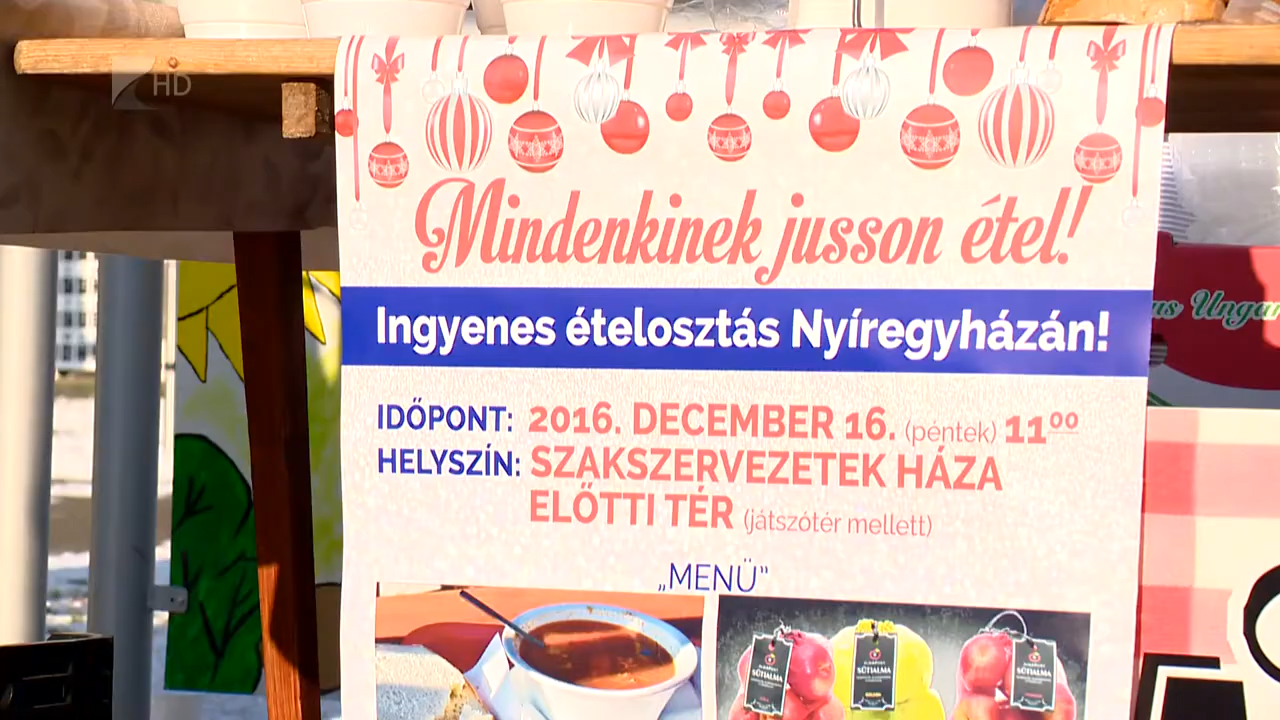 HD
Mindenkinek jusson étel!
Ingyenes ételosztás Nyíregyházán!
IDŐPONT: 2016. DECEMBER 16. (péntek) 11⁰⁰
HELYSZÍN: SZAKSZERVEZETEK HÁZA
ELŐTTI TÉR (játszótér mellett)
„MENÜ”
SÜTIALMA
SÜTIALMA
SÜTIALMA